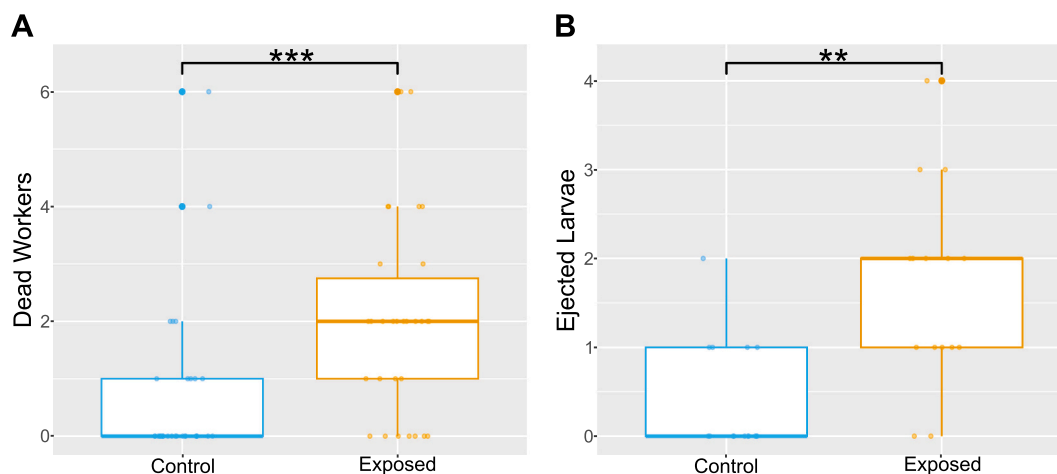 A
***
Dead Workers
6
4
2
0
Control
Exposed
B
**
Ejected Larvae
4
3
2
1
0
Control
Exposed